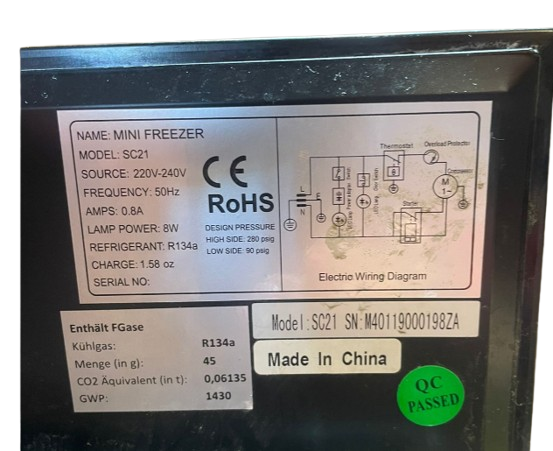 NAME: MINI FREEZER
MODEL: SC21
SOURCE: 220V-240V
FREQUENCY: 50Hz
AMPS: 0.8A
LAMP POWER: 8W
REFRIGERANT: R134a
CHARGE: 1.58 oz
SERIAL NO:
CE
RoHS
DESIGN PRESSURE
HIGH SIDE: 280 psig
LOW SIDE: 90 psig
Thermostat
Overload Protector
Compressor
M
1~
Starter
L
E
N
Electrio Wiring Diagram
Enthält FGase
Kühlgas: R134a
Menge (in g): 45
CO2 Äquivalent (in t): 0,06135
GWP: 1430
Model:SC21 SN:M40119000198ZA
Made In China
QC
PASSED